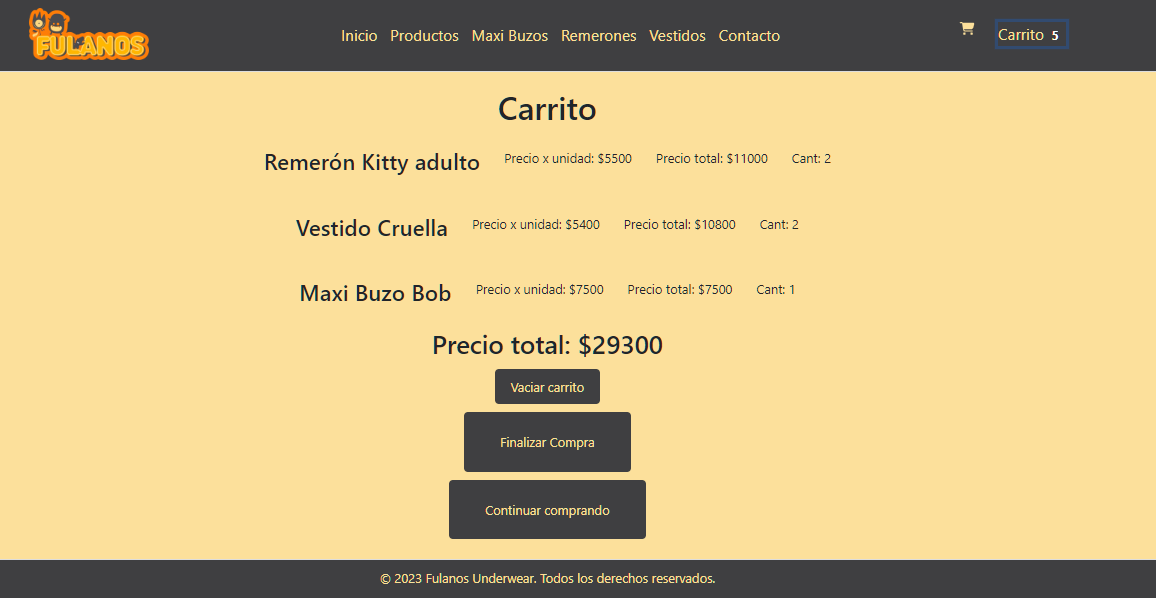 FULANOS
Inicio Productos Maxi Buzos Remerones Vestidos Contacto
Carrito 5
Carrito
Remerón Kitty adulto Precio x unidad: $5500 Precio total: $11000 Cant: 2
Vestido Cruella Precio x unidad: $5400 Precio total: $10800 Cant: 2
Maxi Buzo Bob Precio x unidad: $7500 Precio total: $7500 Cant: 1
Precio total: $29300
Vaciar carrito
Finalizar Compra
Continuar comprando
© 2023 Fulanos Underwear. Todos los derechos reservados.